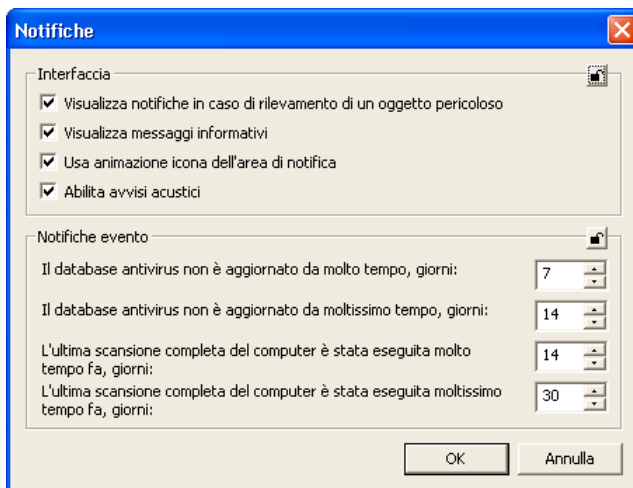 Notifiche
Interfaccia
Visualizza notifiche in caso di rilevamento di un oggetto pericoloso
Visualizza messaggi informativi
Usa animazione icona dell'area di notifica
Abilita avvisi acustici
Notifiche evento
Il database antivirus non è aggiornato da molto tempo, giorni: 7
Il database antivirus non è aggiornato da moltissimo tempo, giorni: 14
L'ultima scansione completa del computer è stata eseguita molto
tempo fa, giorni: 14
L'ultima scansione completa del computer è stata eseguita moltissimo
tempo fa, giorni: 30
OK Annulla